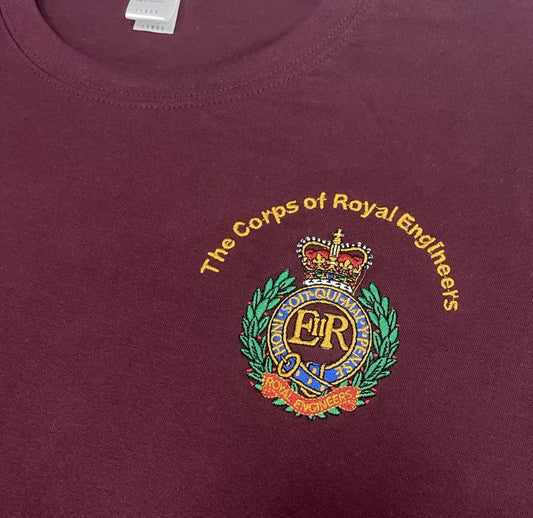 The Corps of Royal Engineers
HONI·SOIT·QUI·MAL·Y·PENSE
EIIR
ROYAL ENGINEERS